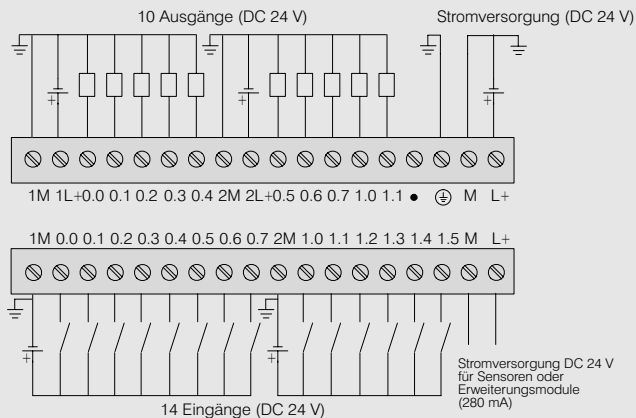 10 Ausgänge (DC 24 V) Stromversorgung (DC 24 V)
+ + +
1M 1L+ 0.0 0.1 0.2 0.3 0.4 2M 2L+ 0.5 0.6 0.7 1.0 1.1 • ⏚ M L+
1M 0.0 0.1 0.2 0.3 0.4 0.5 0.6 0.7 2M 1.0 1.1 1.2 1.3 1.4 1.5 M L+
+ +
Stromversorgung DC 24 V
für Sensoren oder
Erweiterungsmodule
(280 mA)
14 Eingänge (DC 24 V)